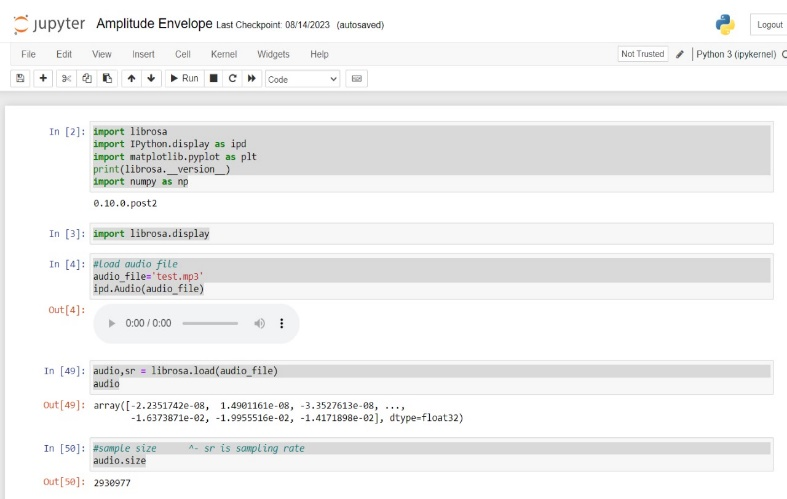 jupyter Amplitude Envelope Last Checkpoint: 08/14/2023 (autosaved)
Logout
File Edit View Insert Cell Kernel Widgets Help
Not Trusted
Python 3 (ipykernel)
Run
Code
In [2]: import librosa
import IPython.display as ipd
import matplotlib.pyplot as plt
print(librosa.__version__)
import numpy as np
0.10.0.post2
In [3]: import librosa.display
In [4]: #load audio file
audio_file='test.mp3'
ipd.Audio(audio_file)
Out[4]:
0:00 / 0:00
In [49]: audio,sr = librosa.load(audio_file)
audio
Out[49]: array([-2.2351742e-08, 1.4901161e-08, -3.3527613e-08, ...,
-1.6373871e-02, -1.9955516e-02, -1.4171898e-02], dtype=float32)
In [50]: #sample size ^- sr is sampling rate
audio.size
Out[50]: 2930977